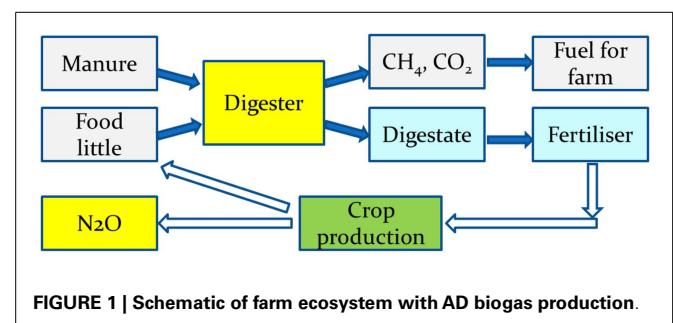 Manure
Food
little
Digester
CH₄, CO₂
Digestate
Fuel for
farm
Fertiliser
N2O
Crop
production
FIGURE 1 | Schematic of farm ecosystem with AD biogas production.